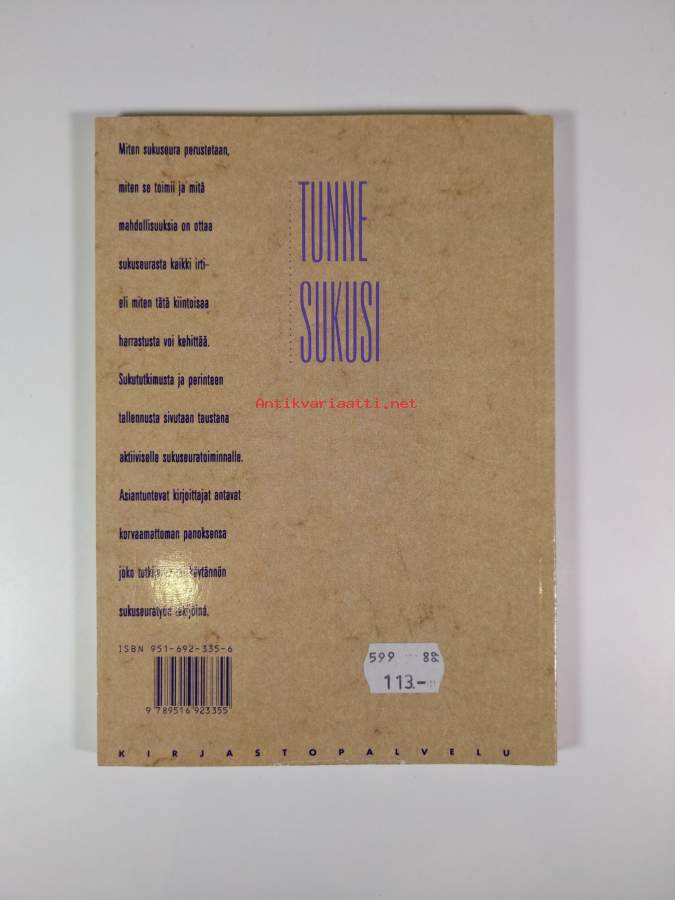 Miten sukuseura perustetaan,
miten se toimii ja mitä
mahdollisuuksia on ottaa
sukuseurasta kaikki irti-
eli miten tätä kiintoisaa
harrastusta voi kehittää.
Sukututkimusta ja perinteen
tallennusta sivutaan taustana
aktiiviselle sukuseuratoiminnalle.
Asiantuntevat kirjoittajat antavat
korvaamattoman panoksensa
joko käytännön
sukuseuratyön tekijöinä.
TUNNE
SUKUSI
Antikvariaatti.net
ISBN 951-692-335-6
9 789516 923355
599 88
113.-
KIRJASTOPALVELU